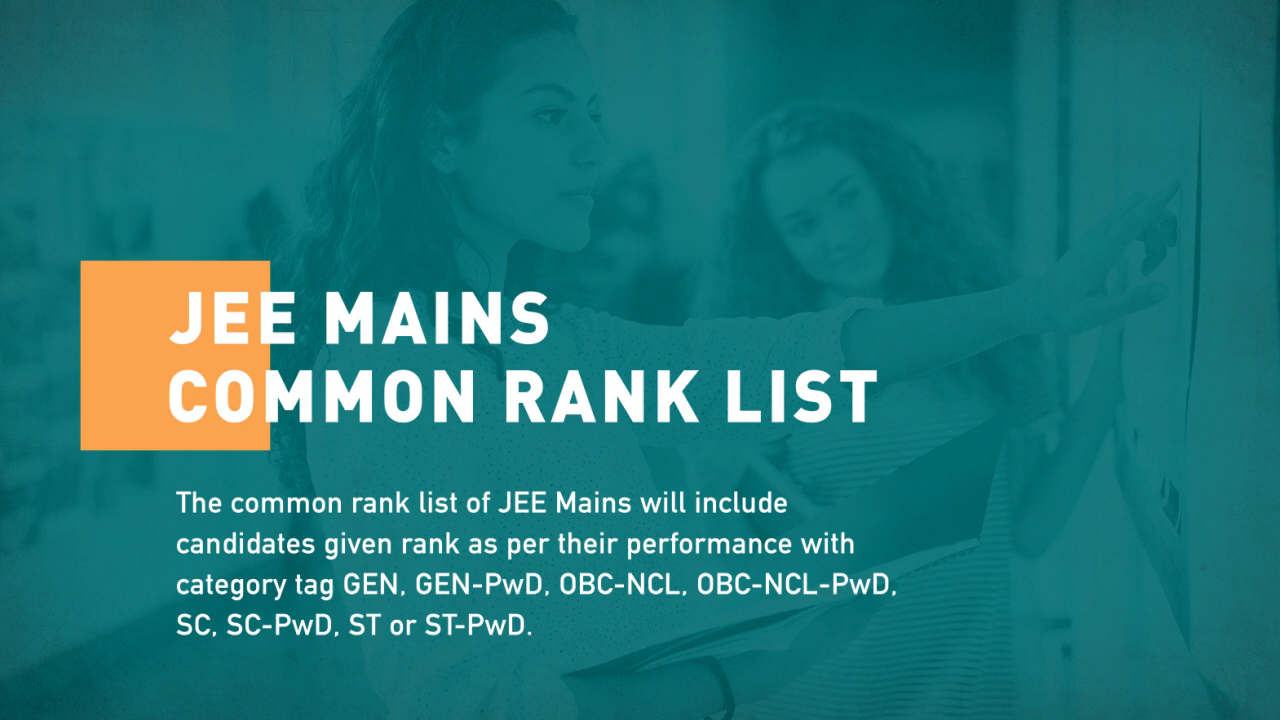 JEE MAINS
COMMON RANK LIST
The common rank list of JEE Mains will include
candidates given rank as per their performance with
category tag GEN, GEN-PwD, OBC-NCL, OBC-NCL-PwD,
SC, SC-PwD, ST or ST-PwD.